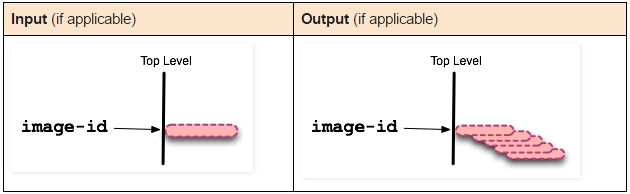 Input (if applicable)
Output (if applicable)
Top Level
image-id
Top Level
image-id